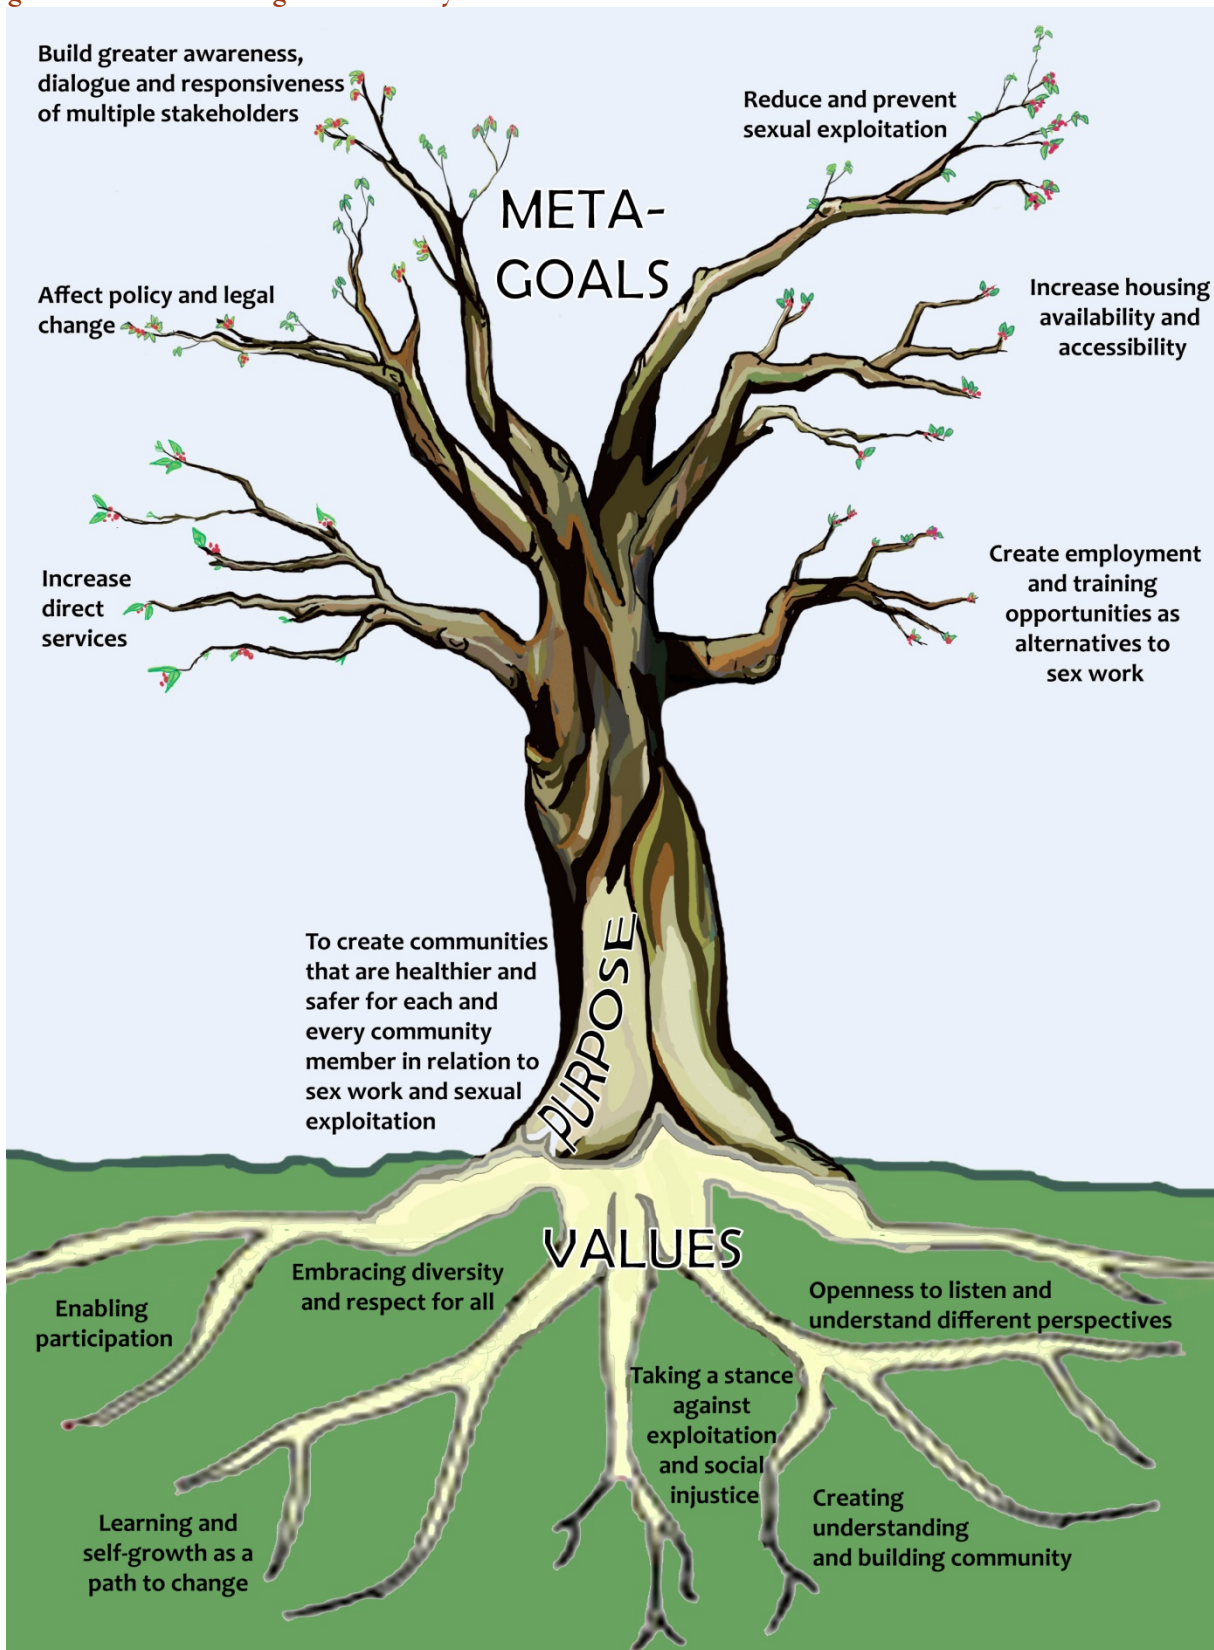 Build greater awareness,
dialogue and responsiveness
of multiple stakeholders
Reduce and prevent
sexual exploitation
META-
GOALS
Affect policy and legal
change
Increase housing
availability and
accessibility
Increase
direct
services
Create employment
and training
opportunities as
alternatives to
sex work
To create communities
that are healthier and
safer for each and
every community
member in relation to
sex work and sexual
exploitation
PURPOSE
VALUES
Enabling
participation
Embracing diversity
and respect for all
Openness to listen and
understand different perspectives
Taking a stance
against
exploitation
and social
injustice
Learning and
self-growth as a
path to change
Creating
understanding
and building community